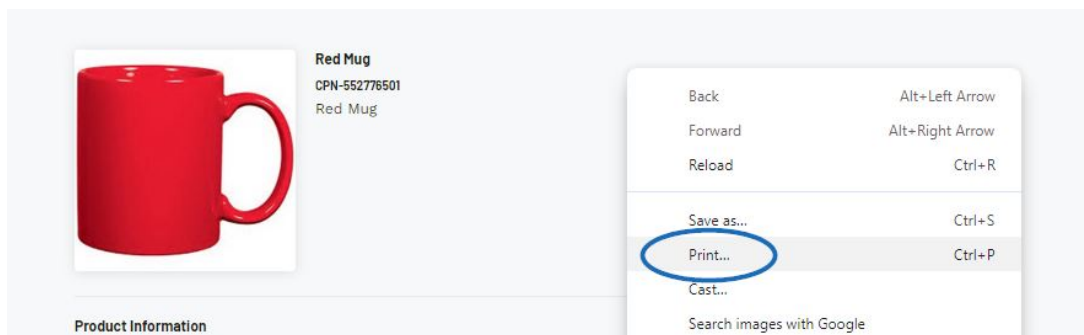 Red Mug
CPN-552776501
Red Mug
Product Information
Back Alt+Left Arrow
Forward Alt+Right Arrow
Reload Ctrl+R
Save as... Ctrl+S
Print... Ctrl+P
Cast...
Search images with Google